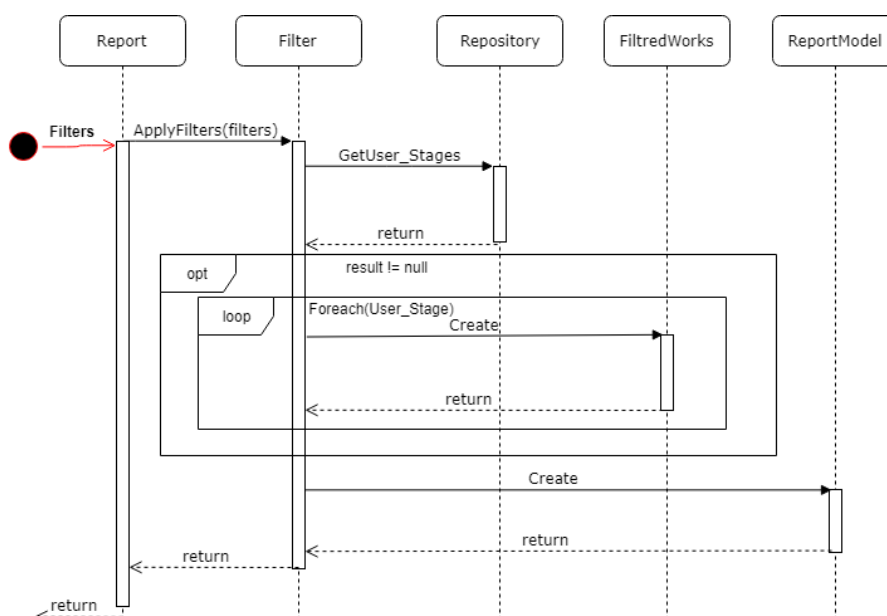 Report
Filter
Repository
FiltredWorks
ReportModel
Filters
ApplyFilters(filters)
GetUser_Stages
return
opt
result != null
loop
Foreach(User_Stage)
Create
return
Create
return
return
return